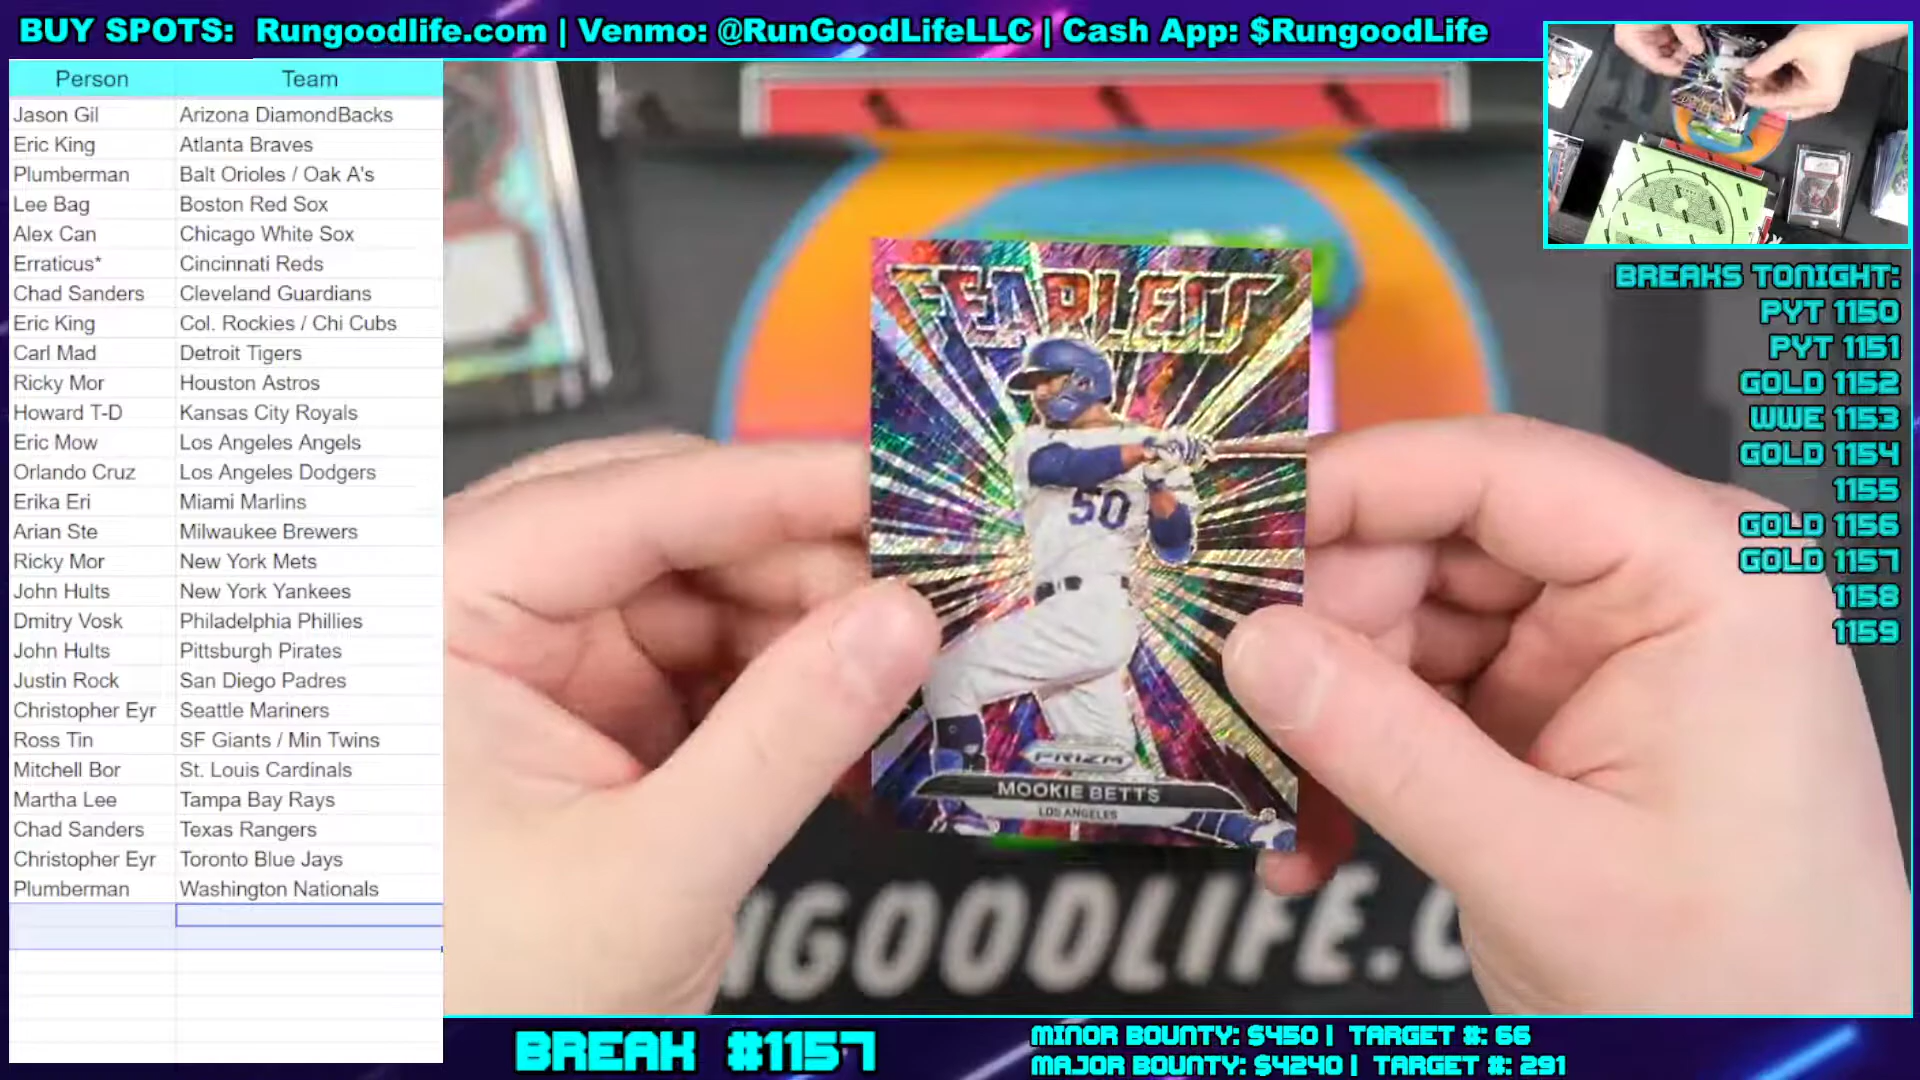 BUY SPOTS: Rungoodlife.com | Venmo: @RunGoodLifeLLC | Cash App: $RungoodLife
Person Team
Jason Gil Arizona DiamondBacks
Eric King Atlanta Braves
Plumberman Balt Orioles / Oak A's
Lee Bag Boston Red Sox
Alex Can Chicago White Sox
Erraticus* Cincinnati Reds
Chad Sanders Cleveland Guardians
Eric King Col. Rockies / Chi Cubs
Carl Mad Detroit Tigers
Ricky Mor Houston Astros
Howard T-D Kansas City Royals
Eric Mow Los Angeles Angels
Orlando Cruz Los Angeles Dodgers
Erika Eri Miami Marlins
Arian Ste Milwaukee Brewers
Ricky Mor New York Mets
John Hults New York Yankees
Dmitry Vosk Philadelphia Phillies
John Hults Pittsburgh Pirates
Justin Rock San Diego Padres
Christopher Eyr Seattle Mariners
Ross Tin SF Giants / Min Twins
Mitchell Bor St. Louis Cardinals
Martha Lee Tampa Bay Rays
Chad Sanders Texas Rangers
Christopher Eyr Toronto Blue Jays
Plumberman Washington Nationals
FEARLESS
50
PRIZM
MOOKIE BETTS
LOS ANGELES
NGOODLIFE.C
BREAKS TONIGHT:
PYT 1150
PYT 1151
GOLD 1152
WWE 1153
GOLD 1154
1155
GOLD 1156
GOLD 1157
1158
1159
BREAK #1157
MINOR BOUNTY: $450 | TARGET #: 66
MAJOR BOUNTY: $4240 | TARGET #: 291